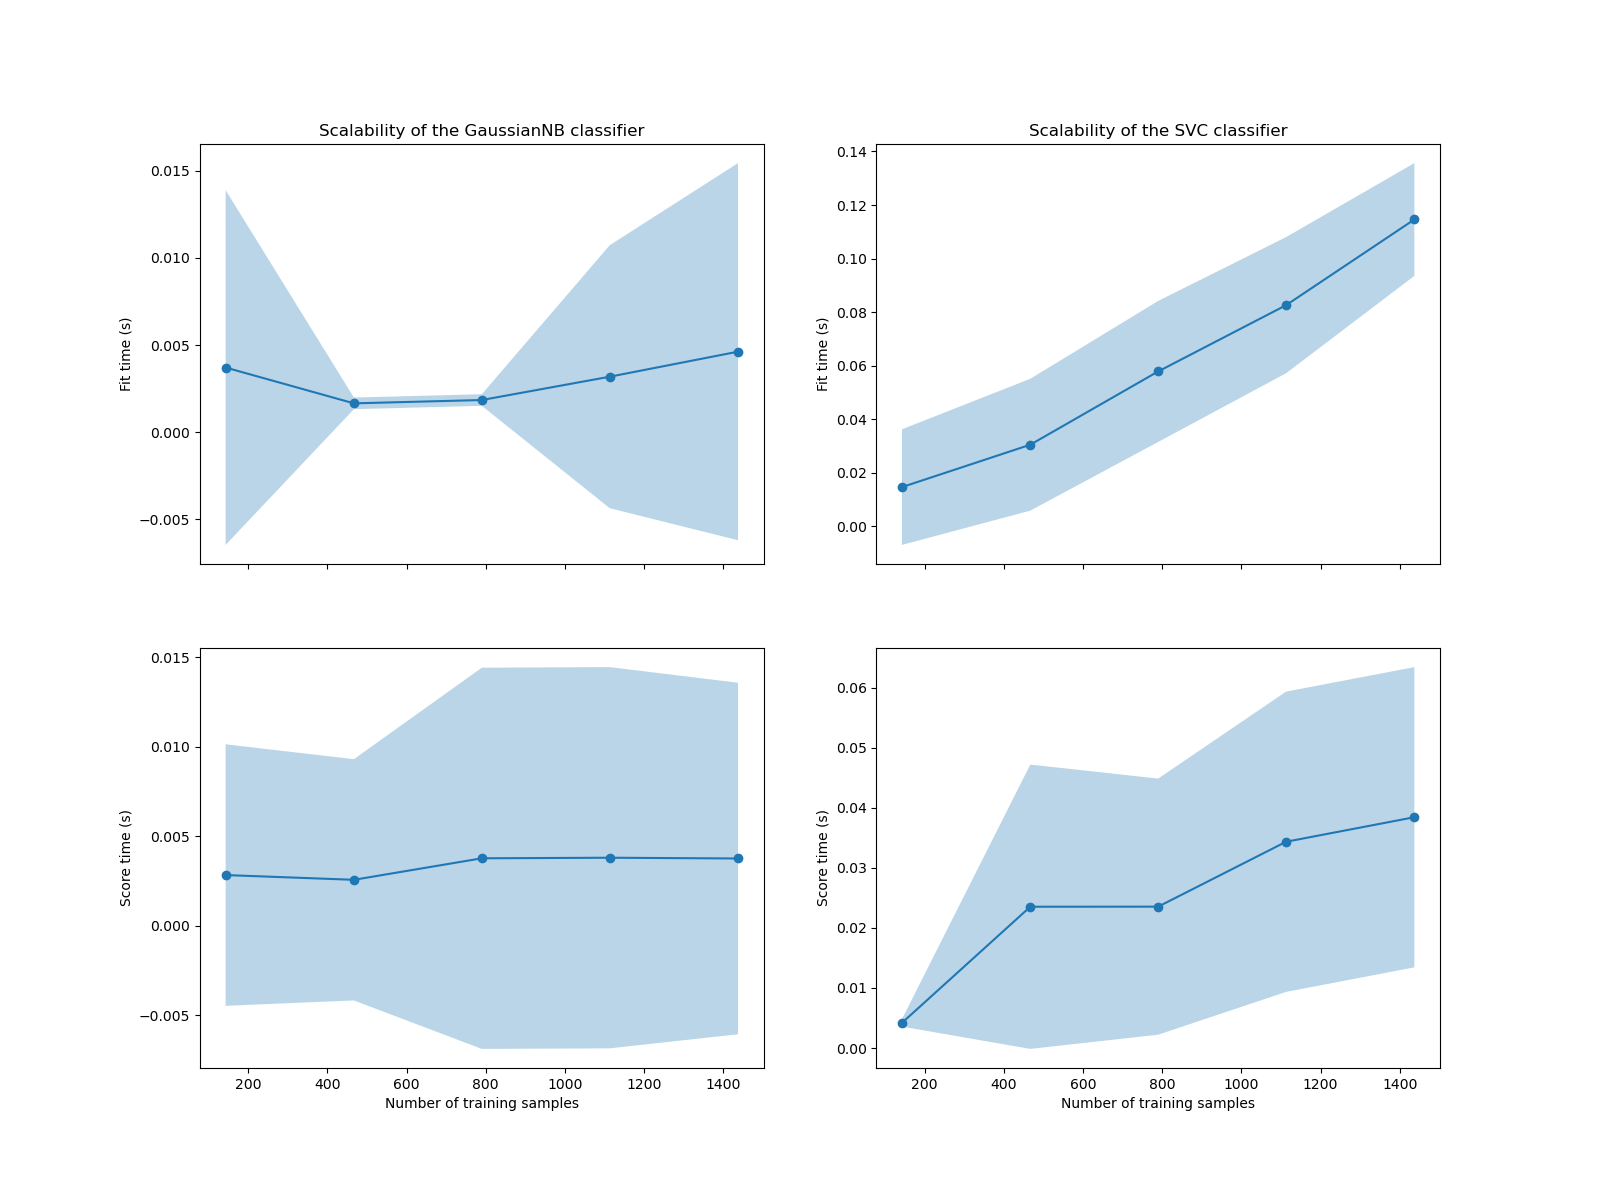 Scalability of the GaussianNB classifier
Fit time (s)
0.015
0.010
0.005
0.000
−0.005
Scalability of the SVC classifier
Fit time (s)
0.14
0.12
0.10
0.08
0.06
0.04
0.02
0.00
Score time (s)
0.015
0.010
0.005
0.000
−0.005
200 400 600 800 1000 1200 1400
Number of training samples
Score time (s)
0.06
0.05
0.04
0.03
0.02
0.01
0.00
200 400 600 800 1000 1200 1400
Number of training samples